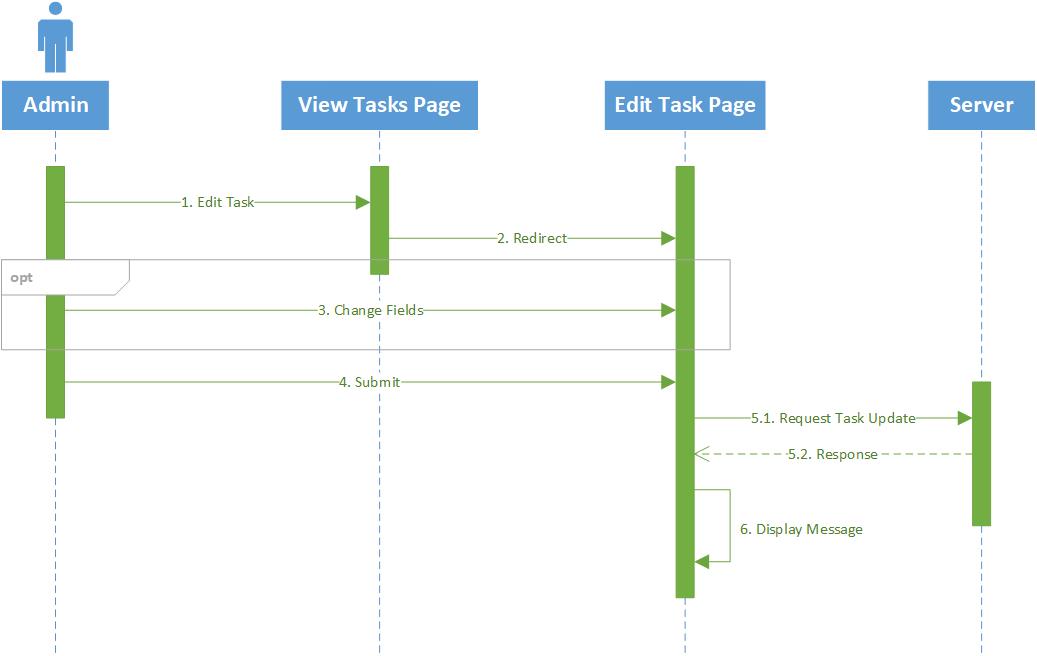 Admin
View Tasks Page
Edit Task Page
Server
1. Edit Task
2. Redirect
opt
3. Change Fields
4. Submit
5.1. Request Task Update
5.2. Response
6. Display Message